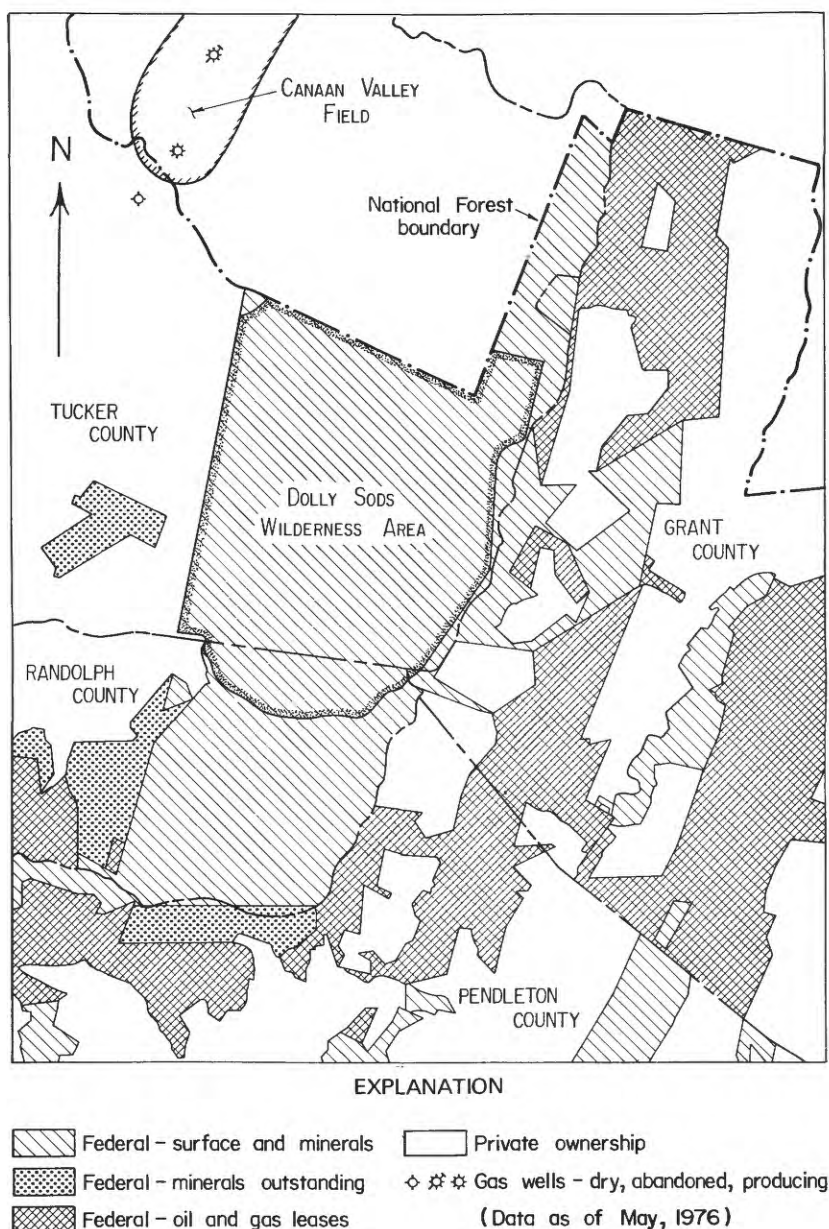 CANAAN VALLEY
FIELD
N
National Forest
boundary
TUCKER
COUNTY
DOLLY SODS
WILDERNESS AREA
GRANT
COUNTY
RANDOLPH
COUNTY
PENDLETON
COUNTY
EXPLANATION
Federal – surface and minerals
Private ownership
Federal – minerals outstanding
Gas wells – dry, abandoned, producing
Federal – oil and gas leases
(Data as of May, 1976)